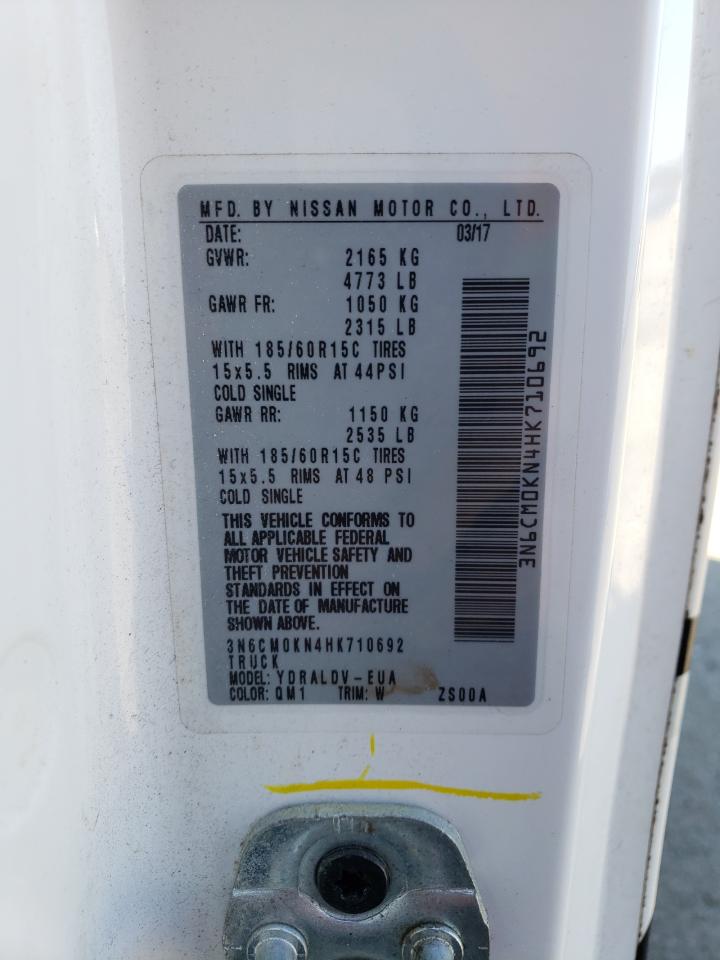 MFD. BY NISSAN MOTOR CO., LTD.
DATE: 03/17
GVWR: 2165 KG
4773 LB
GAWR FR: 1050 KG
2315 LB
WITH 185/60R15C TIRES
15x5.5 RIMS AT 44PSI
COLD SINGLE
GAWR RR: 1150 KG
2535 LB
WITH 185/60R15C TIRES
15x5.5 RIMS AT 48 PSI
COLD SINGLE
THIS VEHICLE CONFORMS TO
ALL APPLICABLE FEDERAL
MOTOR VEHICLE SAFETY AND
THEFT PREVENTION
STANDARDS IN EFFECT ON
THE DATE OF MANUFACTURE
SHOWN ABOVE.
3N6CM0KN4HK710692
TRUCK
MODEL: YDRALDV-EUA
COLOR: QM1 TRIM: W ZS00A
3N6CM0KN4HK710692